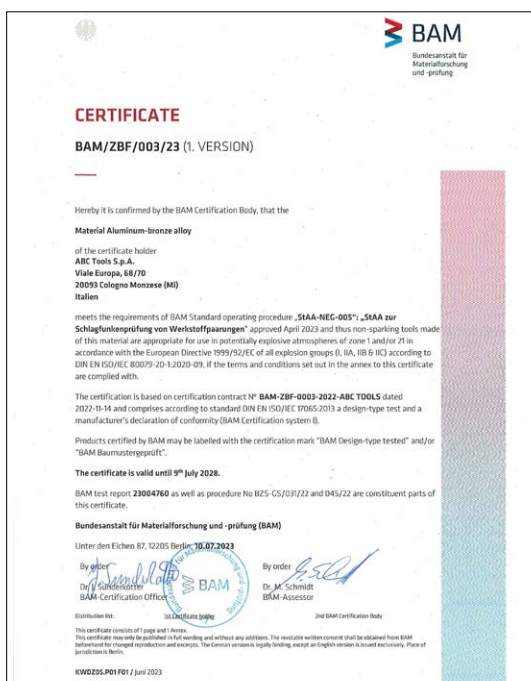 BAM
Bundesanstalt für
Materialforschung
und -prüfung
CERTIFICATE
BAM/ZBF/003/23 (1. VERSION)
Hereby it is confirmed by the BAM Certification Body, that the
Material Aluminum-bronze alloy
of the certificate holder
ABC Tools S.p.A.
Viale Europa, 68/70
20093 Cologno Monzese (Mi)
Italien
meets the requirements of BAM Standard operating procedure „StAA-NEG-005“: „StAA zur
Schlagfunkenprüfung von Werkstoffpaarungen“ approved April 2023 and thus non-sparking tools made
of this material are appropriate for use in potentially explosive atmospheres of zone 1 and/or 21 in
accordance with the European Directive 1999/92/EC of all explosion groups (I, IIA, IIB & IIC) according to
DIN EN ISO/IEC 80079-20-1:2020-09, if the terms and conditions set out in the annex to this certificate
are complied with.
The certification is based on certification contract N° BAM-ZBF-0003-2022-ABC TOOLS dated
2022-11-14 and comprises according to standard DIN EN ISO/IEC 17065:2013 a design-type test and a
manufacturer's declaration of conformity (BAM Certification system I).
Products certified by BAM may be labelled with the certification mark "BAM Design-type tested" and/or
"BAM Baumustergeprüft".
The certificate is valid until 9th July 2028.
BAM test report 23004760 as well as procedure No BZS-GS/031/22 and 045/22 are constituent parts of
this certificate.
Bundesanstalt für Materialforschung und -prüfung (BAM)
Unter den Eichen 87, 12205 Berlin, 10.07.2023
By order By order
BAM
Dr. J. Sunderkötter Dr. M. Schmidt
BAM-Certification Officer BAM-Assessor
Distribution list: 1st Certificate holder 2nd BAM Certification Body
This certificate consists of 1 page and 1 Annex.
This certificate may only be published in full wording and without any additions. The revocable written consent shall be obtained from BAM
beforehand for changed reproduction and excerpts. The German version is legally binding, except an English version is issued exclusively. Place of
jurisdiction is Berlin.
KWDZ05.P01 F01 / Juni 2023